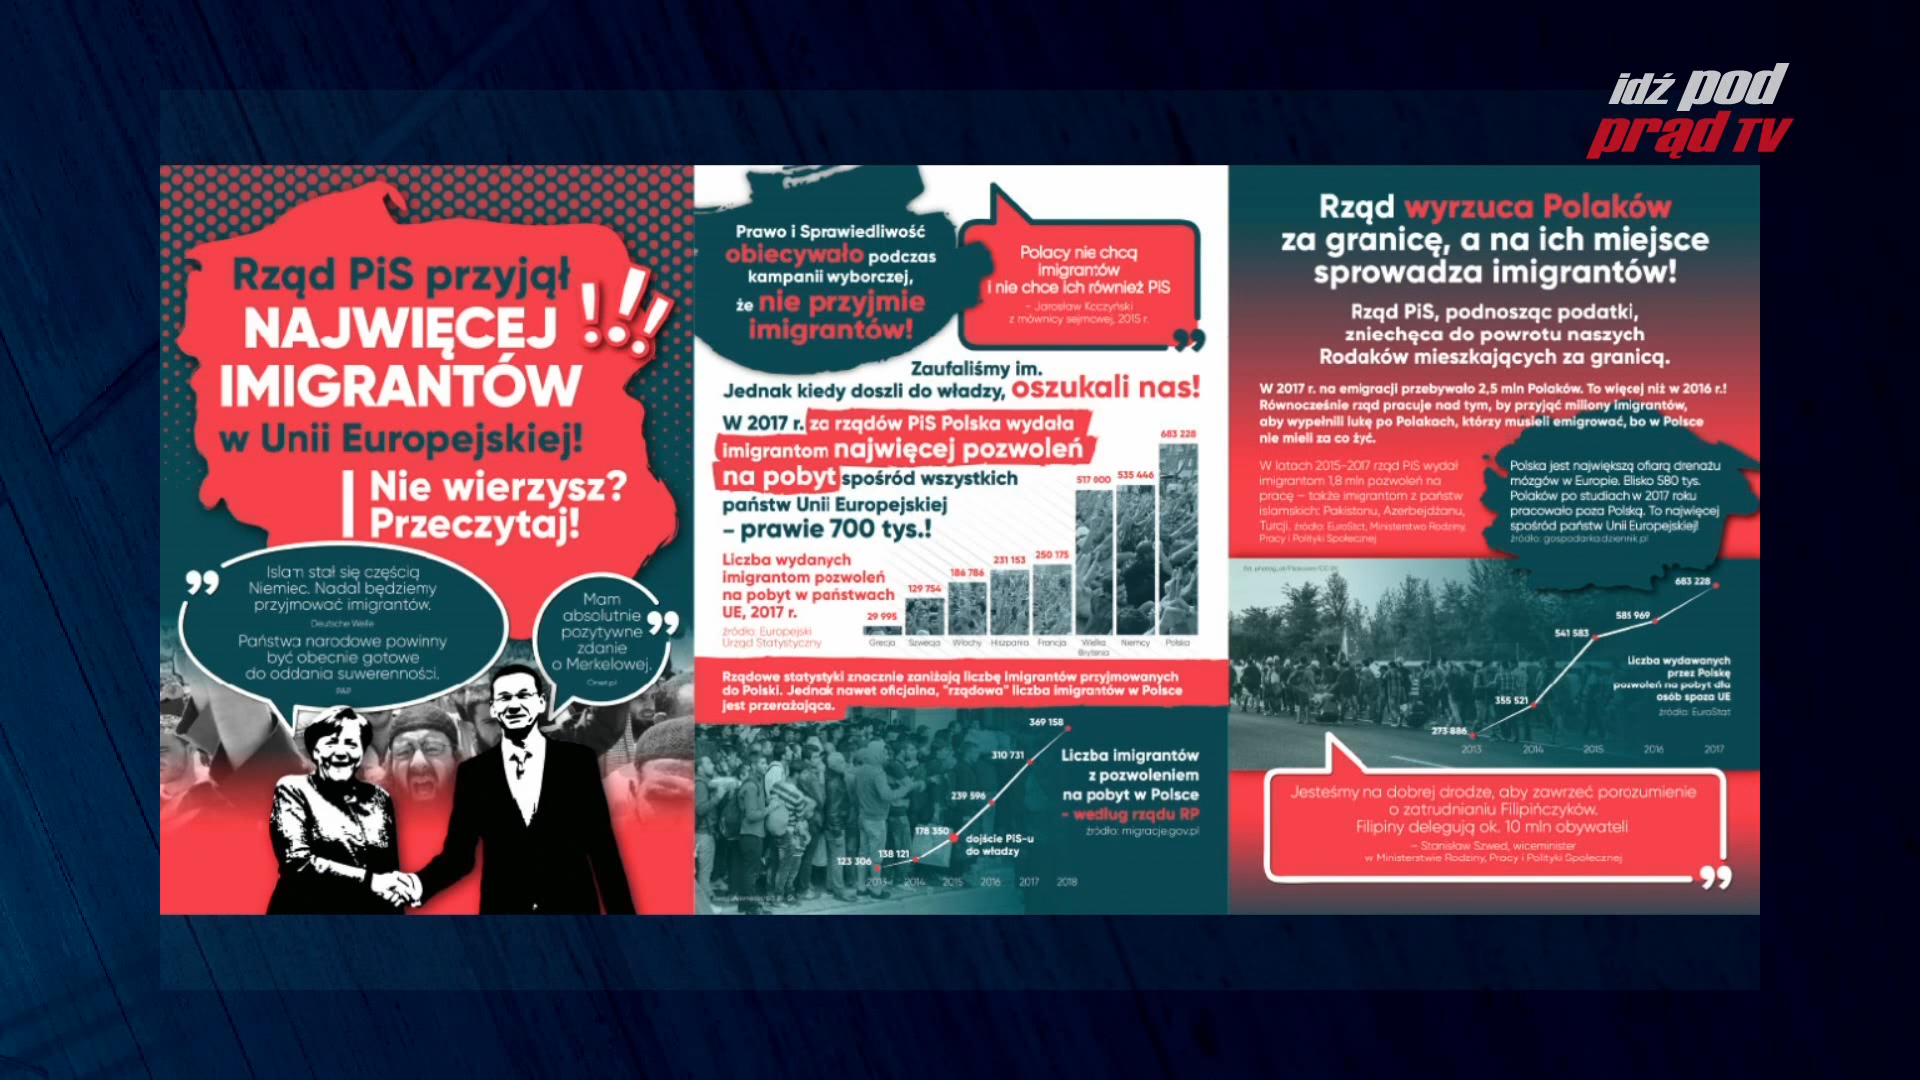 idź pod
prąd TV
Rząd PiS przyjął
NAJWIĘCEJ
IMIGRANTÓW
w Unii Europejskiej!
!!!
Nie wierzysz?
Przeczytaj!
Islam stał się częścią
Niemiec. Nadal będziemy
przyjmować imigrantów.
Deutsche Welle
Państwa narodowe powinny
być obecnie gotowe
do oddania suwerenności.
PAP
Mam
absolutnie
pozytywne
zdanie
o Merkelowej.
Onet.pl
Prawo i Sprawiedliwość
obiecywało podczas
kampanii wyborczej,
że nie przyjmie
imigrantów!
Polacy nie chcą
imigrantów
i nie chce ich również PiS
– Jarosław Kaczyński
z mównicy sejmowej, 2015 r.
Zaufaliśmy im.
Jednak kiedy doszli do władzy, oszukali nas!
W 2017 r. za rządów PiS Polska wydała
imigrantom najwięcej pozwoleń
na pobyt spośród wszystkich
państw Unii Europejskiej
– prawie 700 tys.!
Liczba wydanych
imigrantom pozwoleń
na pobyt w państwach
UE, 2017 r.
źródło: Europejski
Urząd Statystyczny
29 995
129 754
186 786
231 153
250 175
517 000
535 446
683 228
Grecja
Szwecja
Włochy
Hiszpania
Francja
Wielka
Brytania
Niemcy
Polska
Rządowe statystyki znacznie zaniżają liczbę imigrantów przyjmowanych
do Polski. Jednak nawet oficjalna, "rządowa" liczba imigrantów w Polsce
jest przerażająca.
123 306
138 121
178 350
239 596
310 731
369 158
dojście PiS-u
do władzy
2013
2014
2015
2016
2017
2018
Liczba imigrantów
z pozwoleniem
na pobyt w Polsce
- według rządu RP
źródło: migracje.gov.pl
Rząd wyrzuca Polaków
za granicę, a na ich miejsce
sprowadza imigrantów!
Rząd PiS, podnosząc podatki,
zniechęca do powrotu naszych
Rodaków mieszkających za granicą.
W 2017 r. na emigracji przebywało 2,5 mln Polaków. To więcej niż w 2016 r.!
Równocześnie rząd pracuje nad tym, by przyjąć miliony imigrantów,
aby wypełnili lukę po Polakach, którzy musieli emigrować, bo w Polsce
nie mieli za co żyć.
W latach 2015-2017 rząd PiS wydał
imigrantom 1,8 mln pozwoleń na
pracę – także imigrantom z państw
islamskich: Pakistanu, Azerbejdżanu,
Turcji. źródło: EuroStat, Ministerstwo Rodziny,
Pracy i Polityki Społecznej
Polska jest największą ofiarą drenażu
mózgów w Europie. Blisko 580 tys.
Polaków po studiach w 2017 roku
pracowało poza Polską. To najwięcej
spośród państw Unii Europejskiej!
źródło: gospodarka.dziennik.pl
273 886
355 521
541 583
585 969
683 228
Liczba wydawanych
przez Polskę
pozwoleń na pobyt dla
osób spoza UE
źródło: EuroStat
2013
2014
2015
2016
2017
Jesteśmy na dobrej drodze, aby zawrzeć porozumienie
o zatrudnianiu Filipińczyków.
Filipiny delegują ok. 10 mln obywateli
– Stanisław Szwed, wiceminister
w Ministerstwie Rodziny, Pracy i Polityki Społecznej